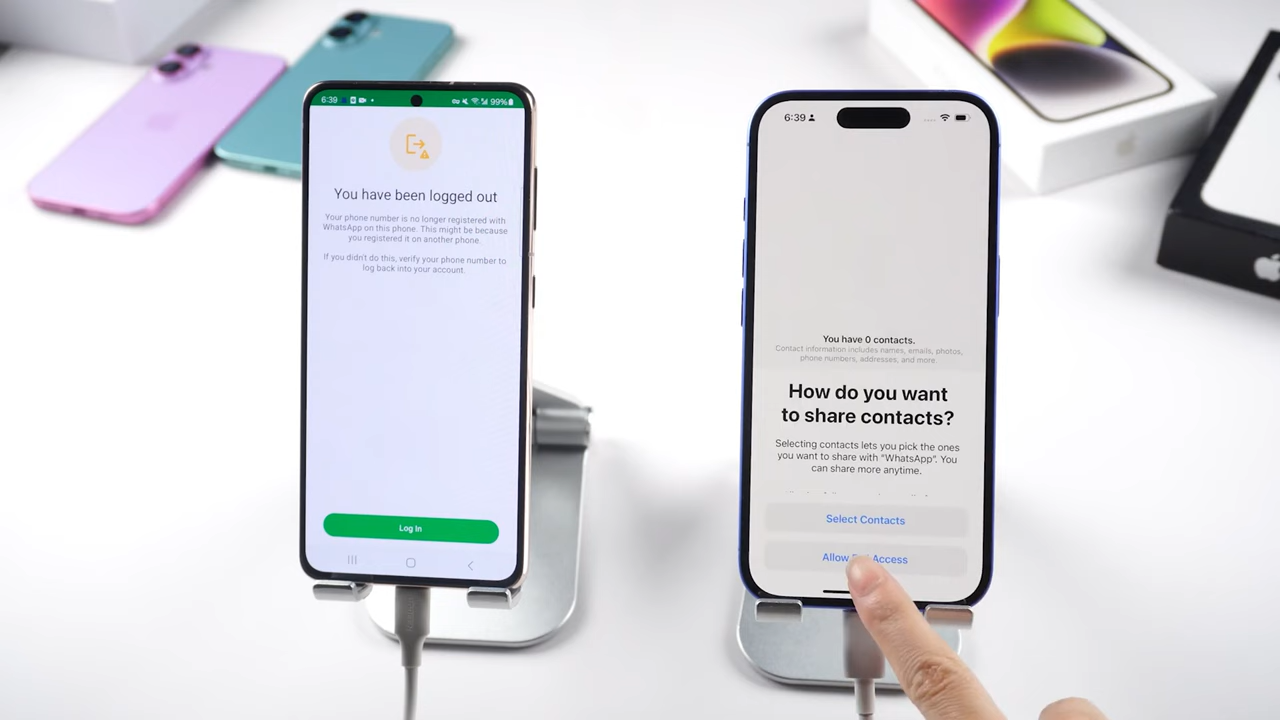 6:39
99%
You have been logged out
Your phone number is no longer registered with
WhatsApp on this phone. This might be because
you registered it on another phone.
If you didn't do this, verify your phone number to
log back into your account.
Log In
6:39
You have 0 contacts.
Contact information includes names, emails, photos,
phone numbers, addresses, and more.
How do you want
to share contacts?
Selecting contacts lets you pick the ones
you want to share with “WhatsApp”. You
can share more anytime.
Select Contacts
Allow Access